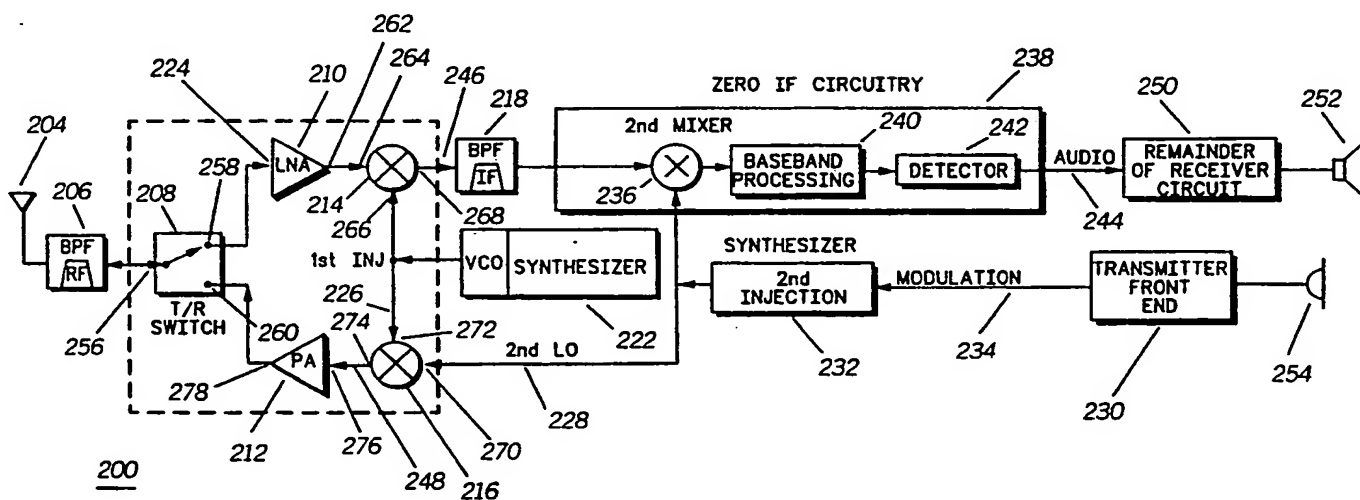 262
264
246
218
224
210
ZERO IF CIRCUITRY
238
250
252
204
258
LNA
BPF
IF
2nd MIXER
240
242
206
208
214
236
BASEBAND
PROCESSING
DETECTOR
AUDIO
REMAINDER
OF RECEIVER
CIRCUIT
266
268
244
BPF
RF
1st INJ
VCO
SYNTHESIZER
SYNTHESIZER
2nd
INJECTION
MODULATION
TRANSMITTER
FRONT
END
T/R
SWITCH
256
260
226
274
272
222
232
234
254
PA
2nd LO
278
212
276
248
270
216
228
230
200